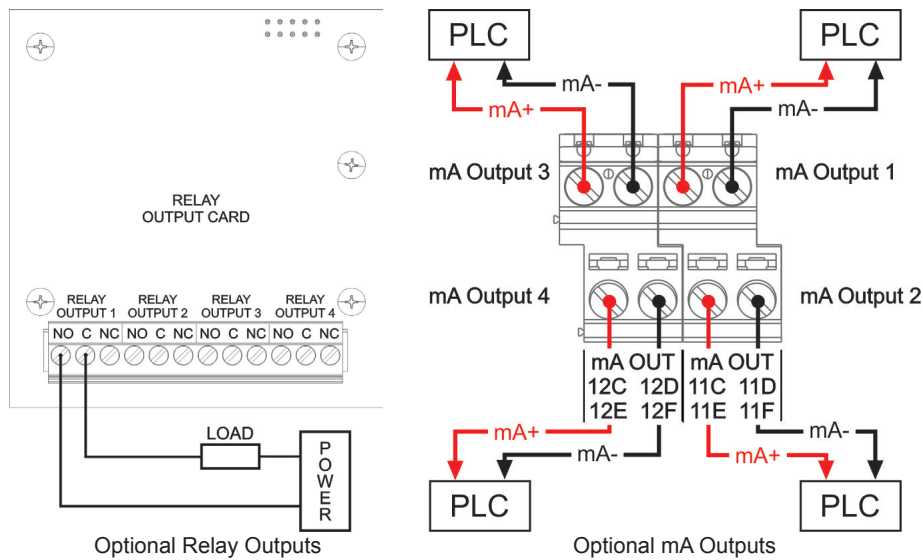 RELAY
OUTPUT CARD
RELAY OUTPUT 1
RELAY OUTPUT 2
RELAY OUTPUT 3
RELAY OUTPUT 4
NO C NC NO C NC NO C NC NO C NC
LOAD
POWER
Optional Relay Outputs
PLC
PLC
mA-
mA+
mA+
mA-
mA Output 3
mA Output 1
mA Output 4
mA Output 2
mA OUT mA OUT
12C 12D 11C 11D
12E 12F 11E 11F
mA+
mA-
mA-
mA+
PLC
PLC
Optional mA Outputs